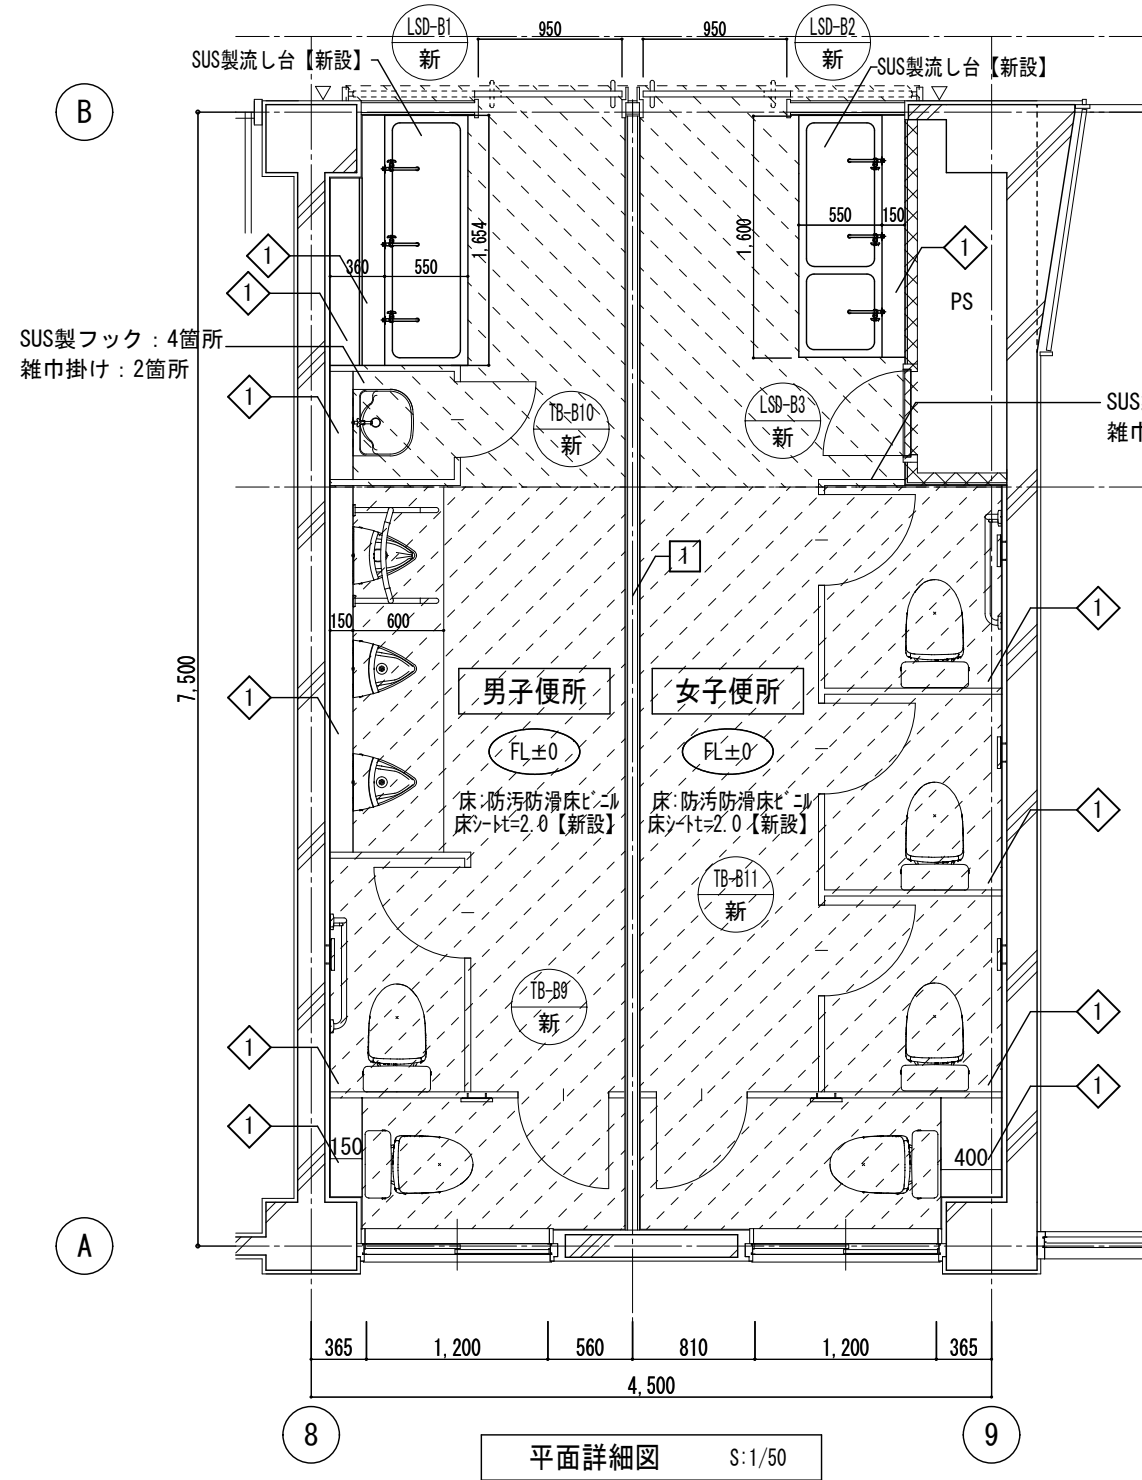 LSD-B1
新
950
950
LSD-B2
新
SUS製流し台【新設】
SUS製流し台【新設】
B
1,654
1,600
360
550
550
150
1
1
1
PS
SUS製フック：4箇所
雑巾掛け：2箇所
1
TB-B10
新
LSD-B3
新
SUS
雑巾
1
150
600
1
7,500
1
男子便所
女子便所
FL±0
FL±0
床:防汚防滑床ビニル
床シートt=2.0【新設】
床:防汚防滑床ビニル
床シートt=2.0【新設】
1
TB-B11
新
TB-B9
新
1
1
1
1
150
400
A
365
1,200
560
810
1,200
365
4,500
8
9
平面詳細図 S:1/50